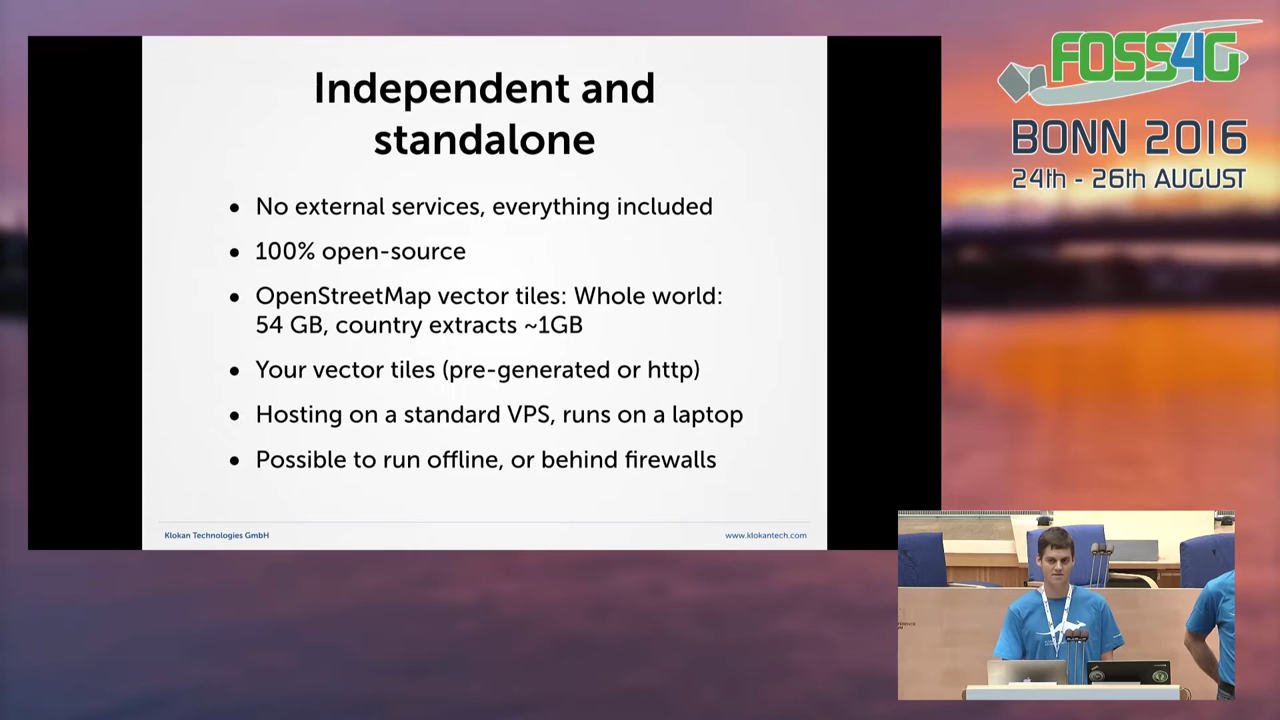 Independent and
standalone
• No external services, everything included
• 100% open-source
• OpenStreetMap vector tiles: Whole world:
54 GB, country extracts ~1GB
• Your vector tiles (pre-generated or http)
• Hosting on a standard VPS, runs on a laptop
• Possible to run offline, or behind firewalls
Klokan Technologies GmbH
www.klokantech.com
FOSS4G
BONN 2016
24th - 26th AUGUST